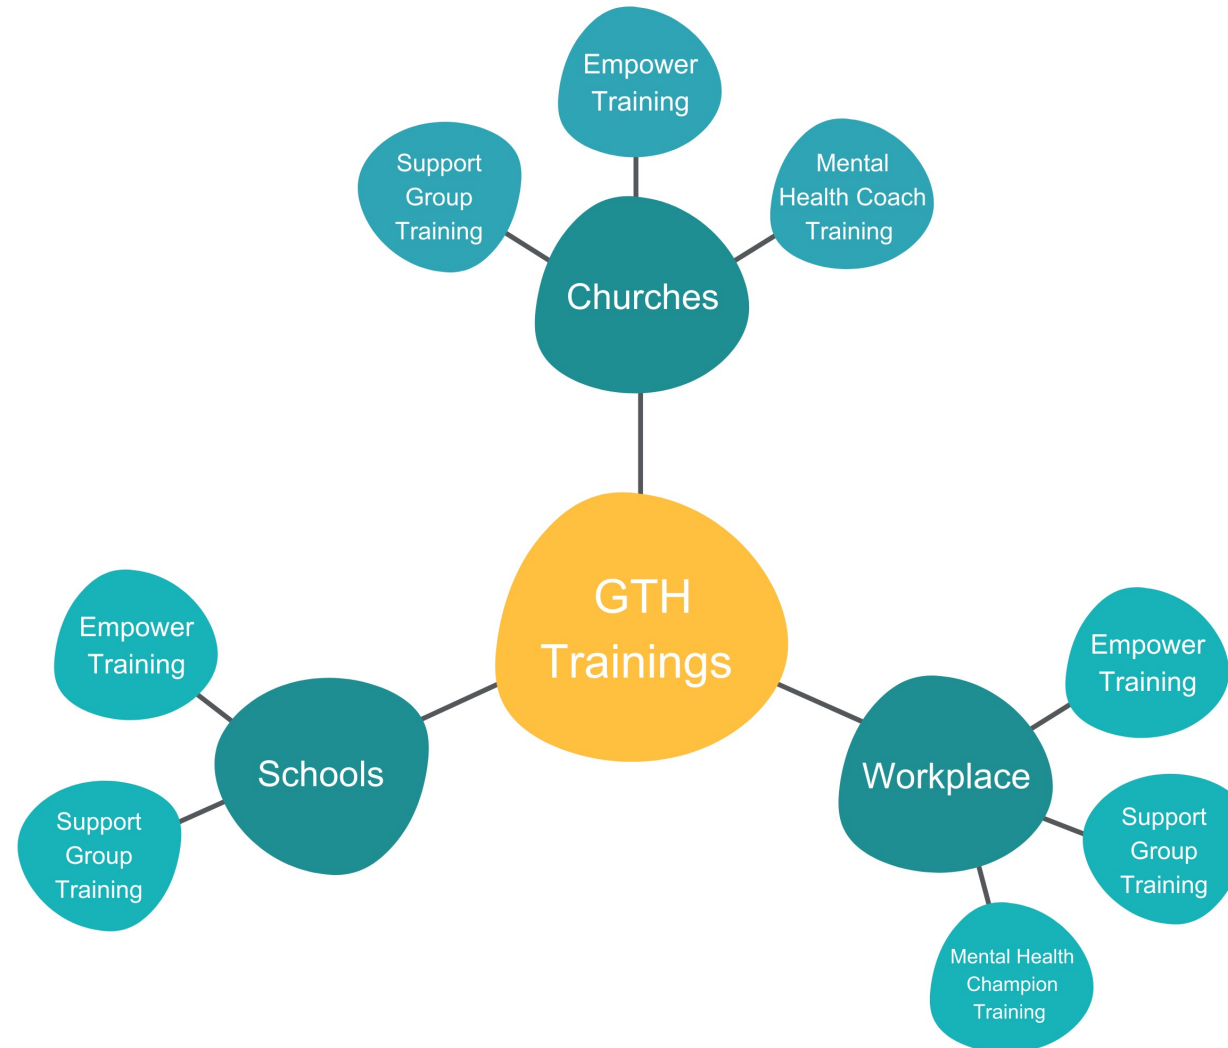 Empower
Training
Support
Group
Training
Mental
Health Coach
Training
Churches
GTH
Trainings
Empower
Training
Schools
Support
Group
Training
Empower
Training
Workplace
Support
Group
Training
Mental Health
Champion
Training